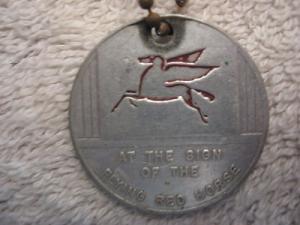 AT THE SIGN
OF THE
FLYING RED HORSE